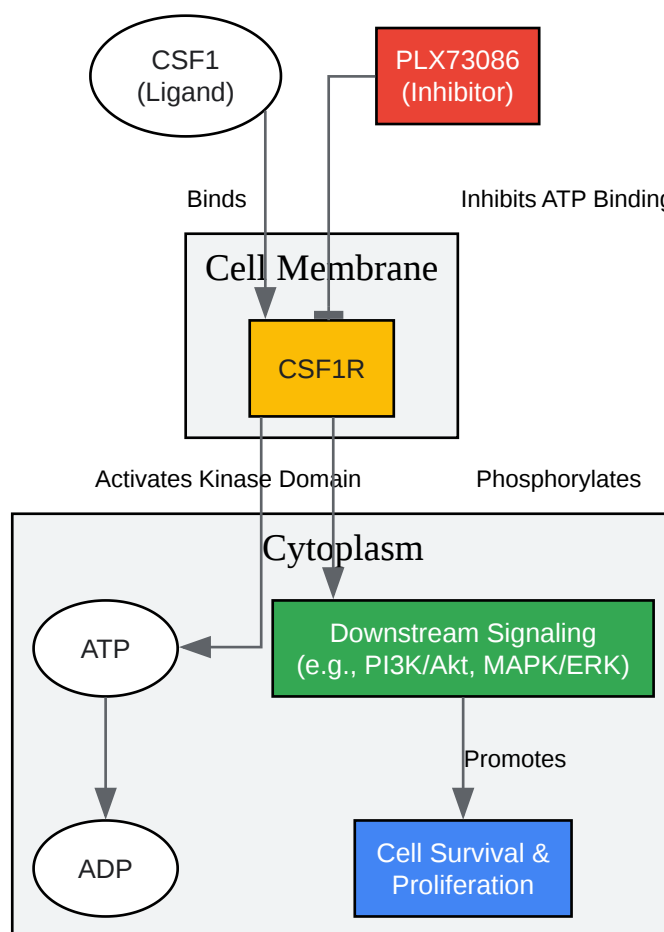 CSF1
(Ligand)
PLX73086
(Inhibitor)
Binds
Inhibits ATP Binding
Cell Membrane
CSF1R
Activates Kinase Domain
Phosphorylates
Cytoplasm
ATP
Downstream Signaling
(e.g., PI3K/Akt, MAPK/ERK)
Promotes
ADP
Cell Survival &
Proliferation